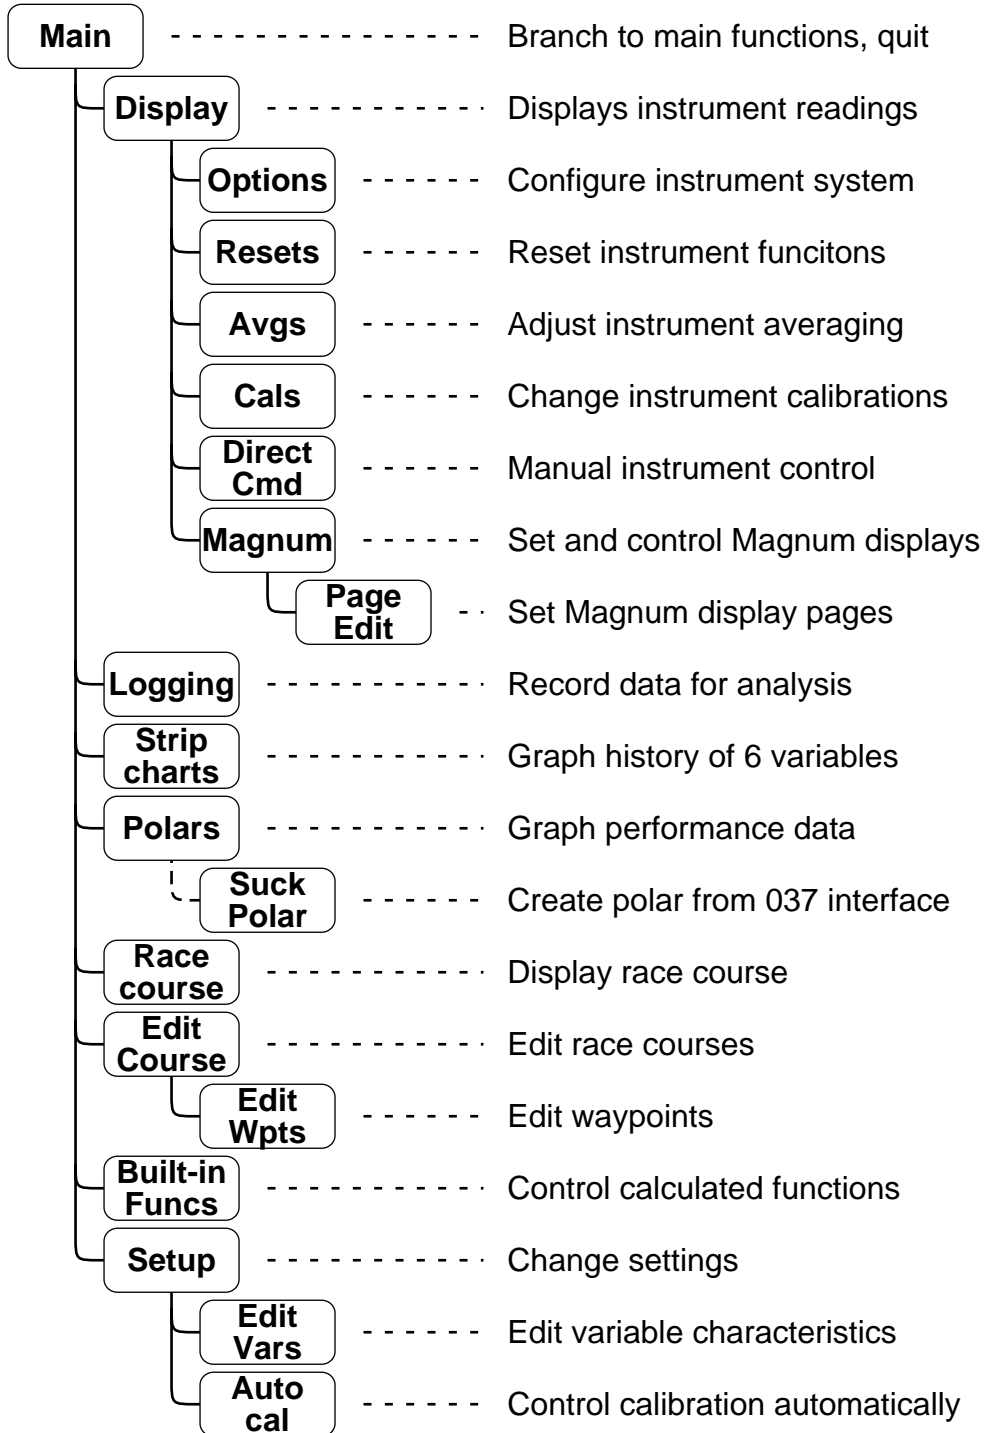 Main Branch to main functions, quit
Display Displays instrument readings
Options Configure instrument system
Resets Reset instrument funcitons
Avgs Adjust instrument averaging
Cals Change instrument calibrations
Direct
Cmd Manual instrument control
Magnum Set and control Magnum displays
Page
Edit Set Magnum display pages
Logging Record data for analysis
Strip
charts Graph history of 6 variables
Polars Graph performance data
Suck
Polar Create polar from 037 interface
Race
course Display race course
Edit
Course Edit race courses
Edit
Wpts Edit waypoints
Built-in
Funcs Control calculated functions
Setup Change settings
Edit
Vars Edit variable characteristics
Auto
cal Control calibration automatically